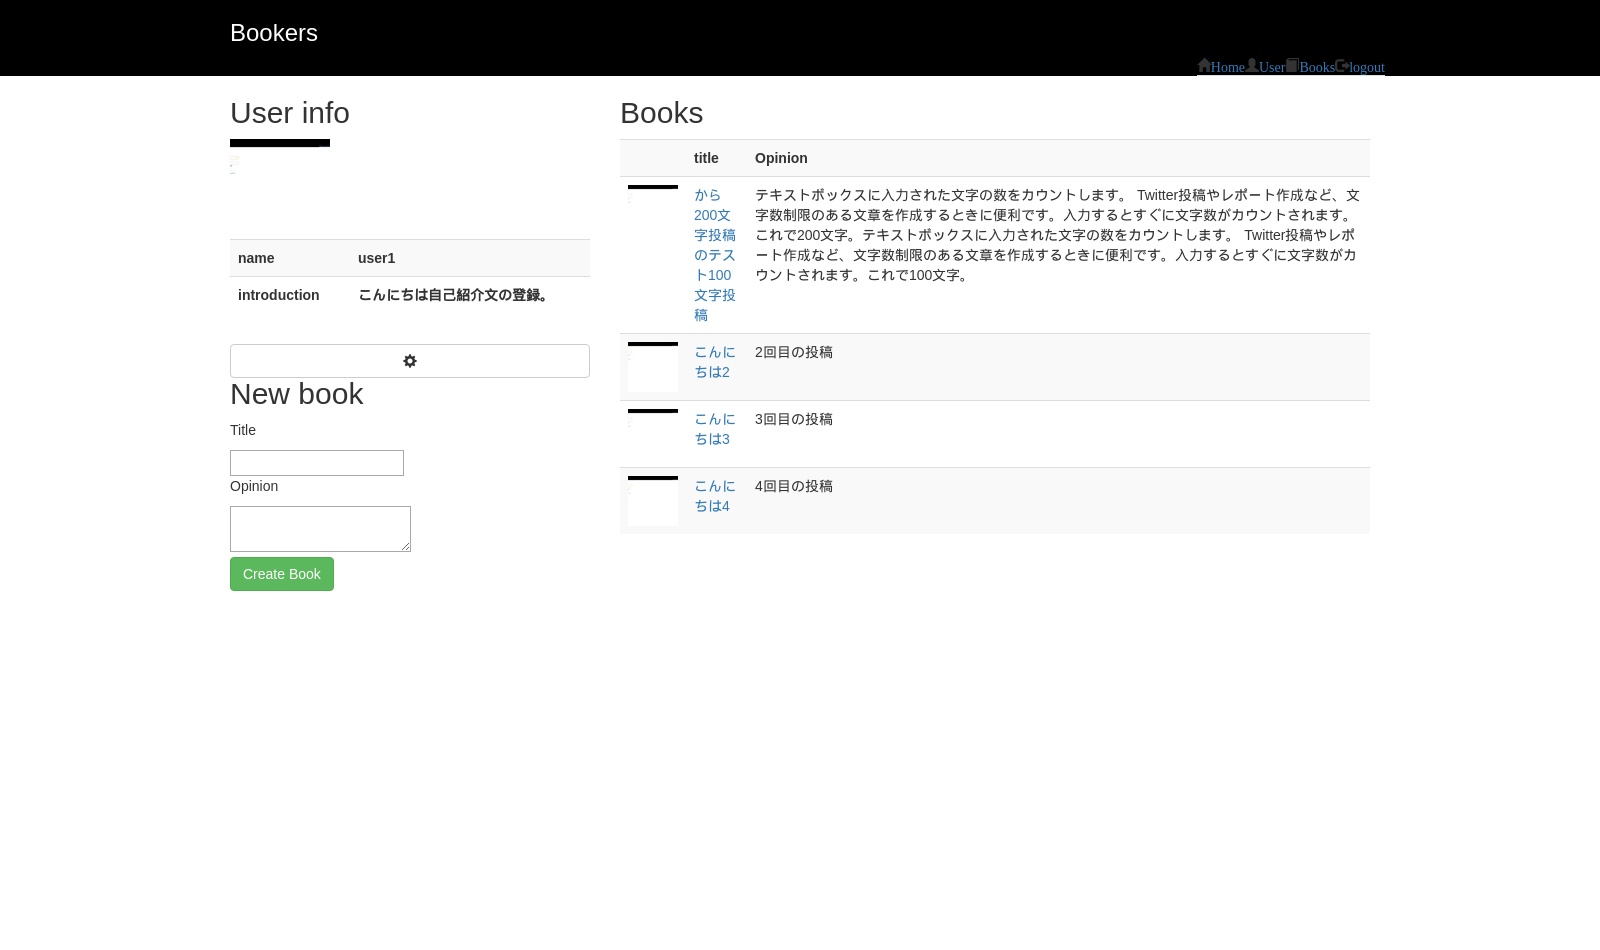 Bookers
Home User Books logout
User info
name user1
introduction こんにちは自己紹介文の登録。
New book
Title
Opinion
Create Book
Books
title Opinion
から
200文
字投稿
のテス
ト100
文字投
稿
テキストボックスに入力された文字の数をカウントします。 Twitter投稿やレポート作成など、文
字数制限のある文章を作成するときに便利です。入力するとすぐに文字数がカウントされます。
これで200文字。テキストボックスに入力された文字の数をカウントします。 Twitter投稿やレポ
ート作成など、文字数制限のある文章を作成するときに便利です。入力するとすぐに文字数がカ
ウントされます。これで100文字。
こんに
ちは2
2回目の投稿
こんに
ちは3
3回目の投稿
こんに
ちは4
4回目の投稿